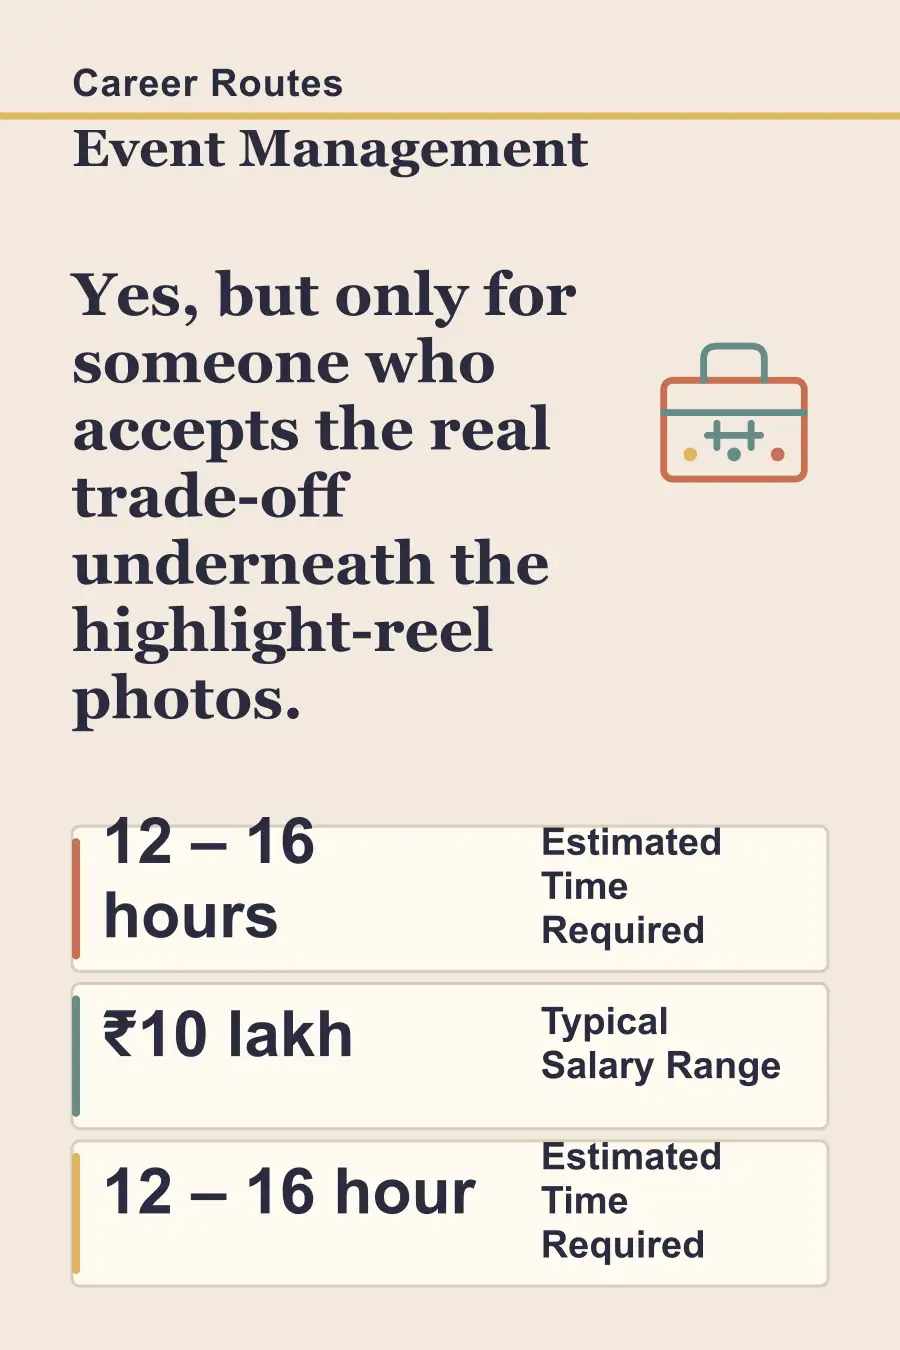 Career Routes
Event Management
Yes, but only for
someone who
accepts the real
trade-off
underneath the
highlight-reel
photos.
12 – 16
hours
Estimated
Time
Required
₹10 lakh
Typical
Salary Range
12 – 16 hour
Estimated
Time
Required